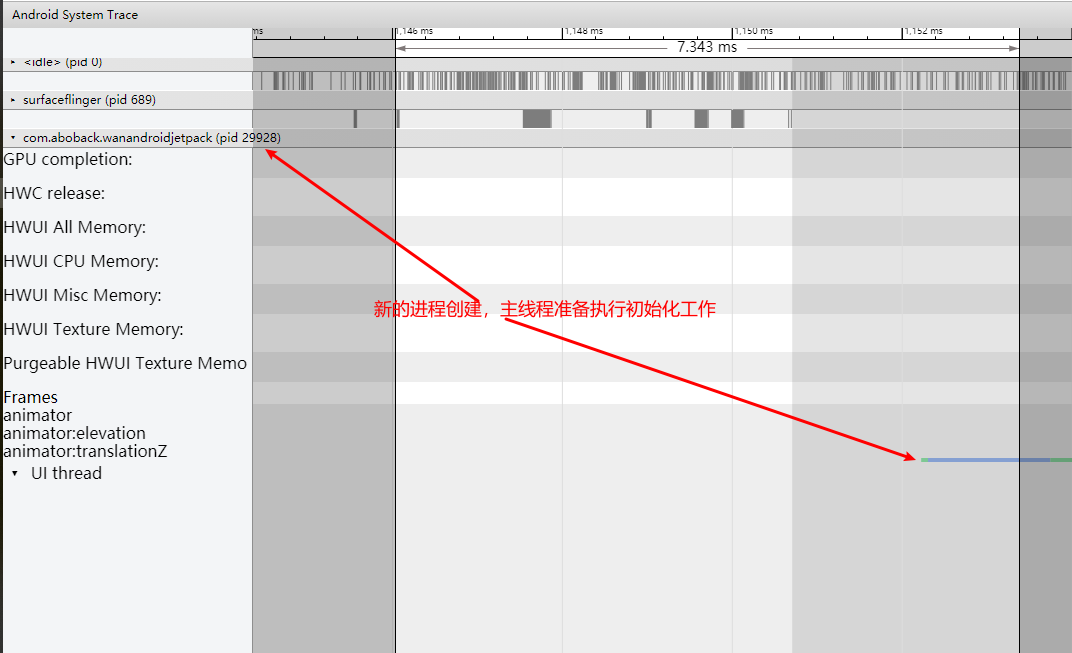 Android System Trace
ms
1,146 ms
1,148 ms
1,150 ms
1,152 ms
7.343 ms
<idle> (pid 0)
surfaceflinger (pid 689)
com.aboback.wanandroidjetpack (pid 29928)
GPU completion:
HWC release:
HWUI All Memory:
HWUI CPU Memory:
HWUI Misc Memory:
新的进程创建，主线程准备执行初始化工作
HWUI Texture Memory:
Purgeable HWUI Texture Memo
Frames
animator
animator:elevation
animator:translationZ
UI thread